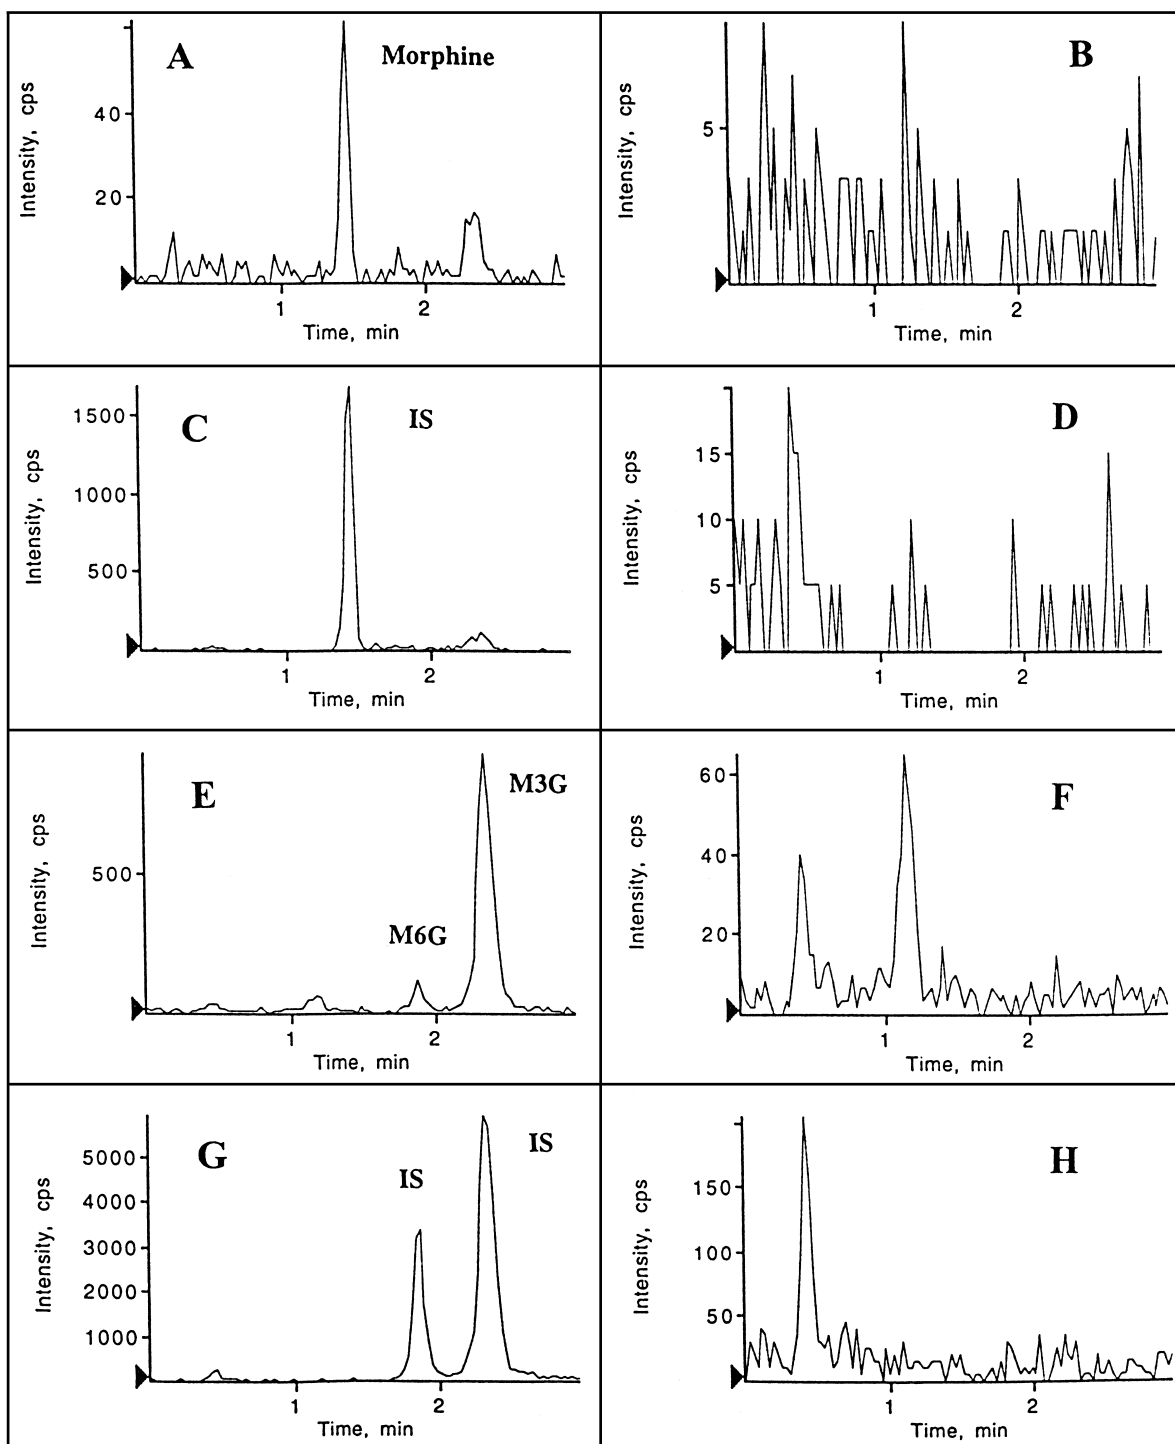 A
Morphine
Intensity, cps
40
20
1
2
Time, min
B
Intensity, cps
5
1
2
Time, min
C
IS
Intensity, cps
1500
1000
500
1
2
Time, min
D
Intensity, cps
15
10
5
1
2
Time, min
E
M3G
M6G
Intensity, cps
500
1
2
Time, min
F
Intensity, cps
60
40
20
1
2
Time, min
G
IS
IS
Intensity, cps
5000
4000
3000
2000
1000
1
2
Time, min
H
Intensity, cps
150
100
50
1
2
Time, min